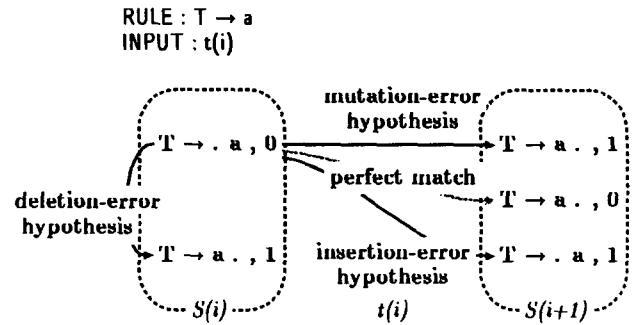 RULE : T → a
INPUT : t(i)
mutation-error
hypothesis
T → . a , 0
T → a . , 1
perfect match
T → a . , 0
deletion-error
hypothesis
T → a . , 1
insertion-error
hypothesis
T → . a , 1
S(i)
t(i)
S(i+1)